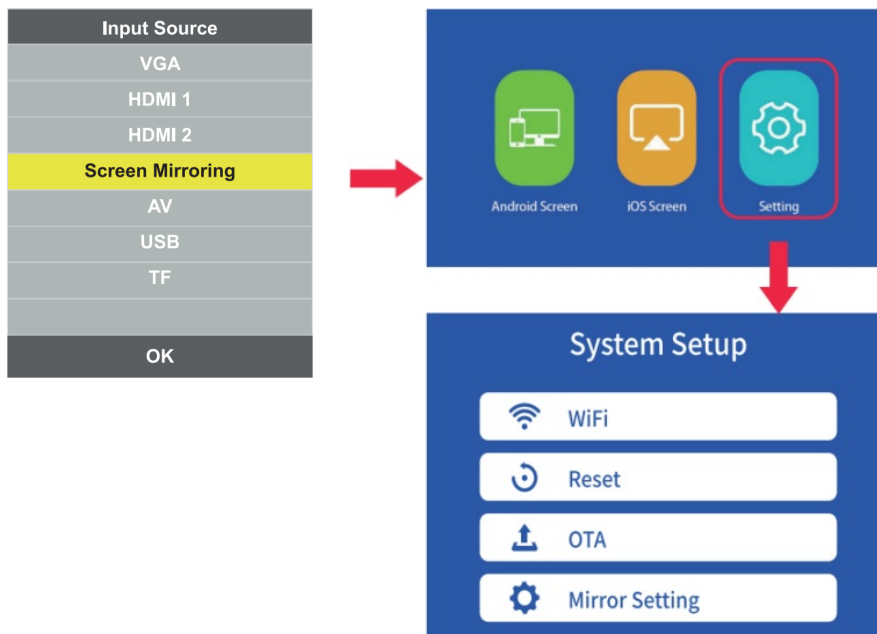 Input Source
VGA
HDMI 1
HDMI 2
Screen Mirroring
AV
USB
TF
OK
Android Screen
iOS Screen
Setting
System Setup
WiFi
Reset
OTA
Mirror Setting